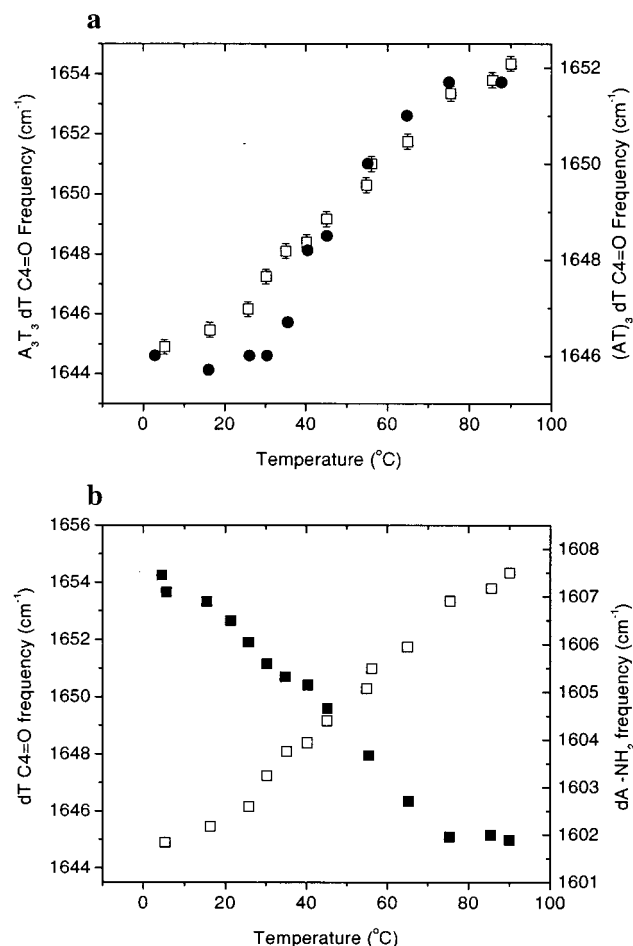 a
A₃T₃ dT C4=O Frequency (cm⁻¹)
1654
1652
1650
1648
1646
1644
1652
1650
1648
1646
(AT)₃ dT C4=O Frequency (cm⁻¹)
0 20 40 60 80 100
Temperature (°C)
b
dT C4=O frequency (cm⁻¹)
1656
1654
1652
1650
1648
1646
1644
1608
1607
1606
1605
1604
1603
1602
1601
dA -NH₂ frequency (cm⁻¹)
0 20 40 60 80 100
Temperature (°C)